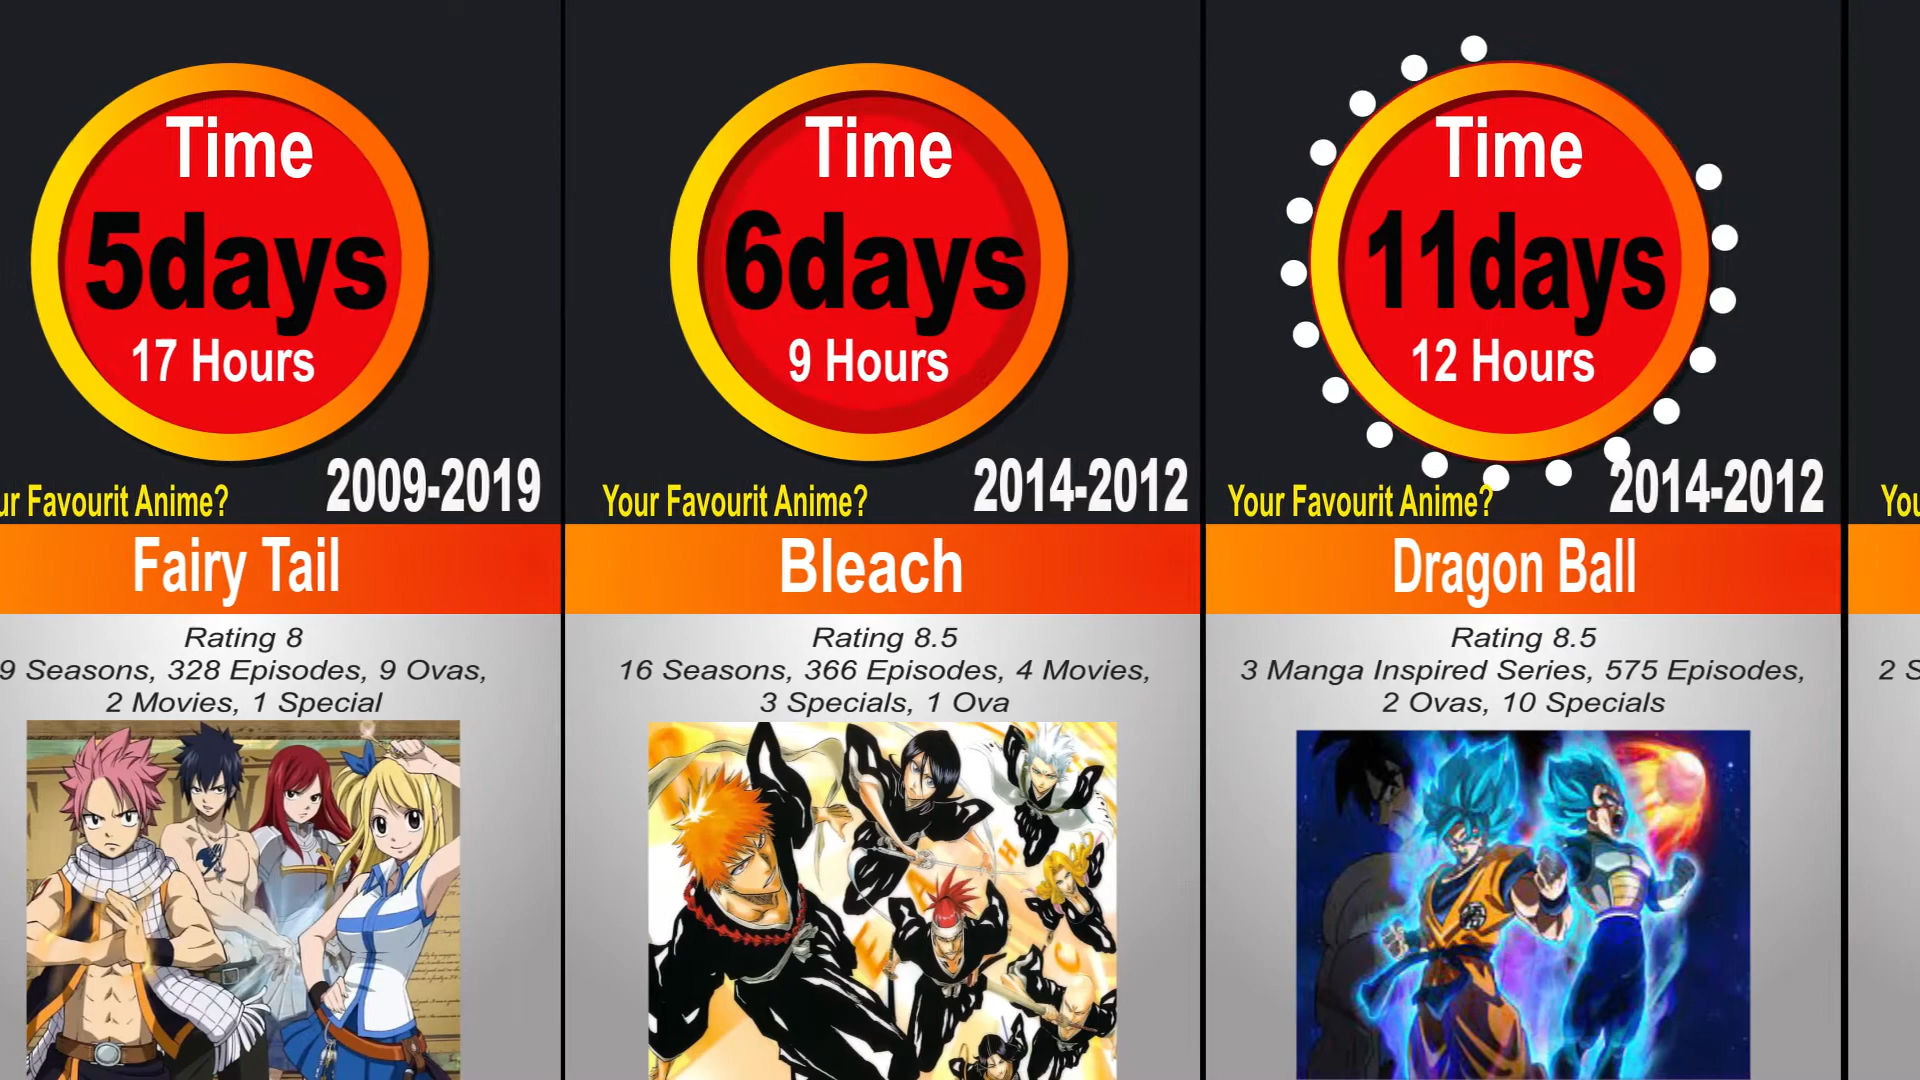 Time
5days
17 Hours
2009-2019
ur Favourit Anime?
Fairy Tail
Rating 8
9 Seasons, 328 Episodes, 9 Ovas,
2 Movies, 1 Special
Time
6days
9 Hours
2014-2012
Your Favourit Anime?
Bleach
Rating 8.5
16 Seasons, 366 Episodes, 4 Movies,
3 Specials, 1 Ova
Time
11days
12 Hours
2014-2012
Your Favourit Anime?
Dragon Ball
Rating 8.5
3 Manga Inspired Series, 575 Episodes,
2 Ovas, 10 Specials
You
2 S